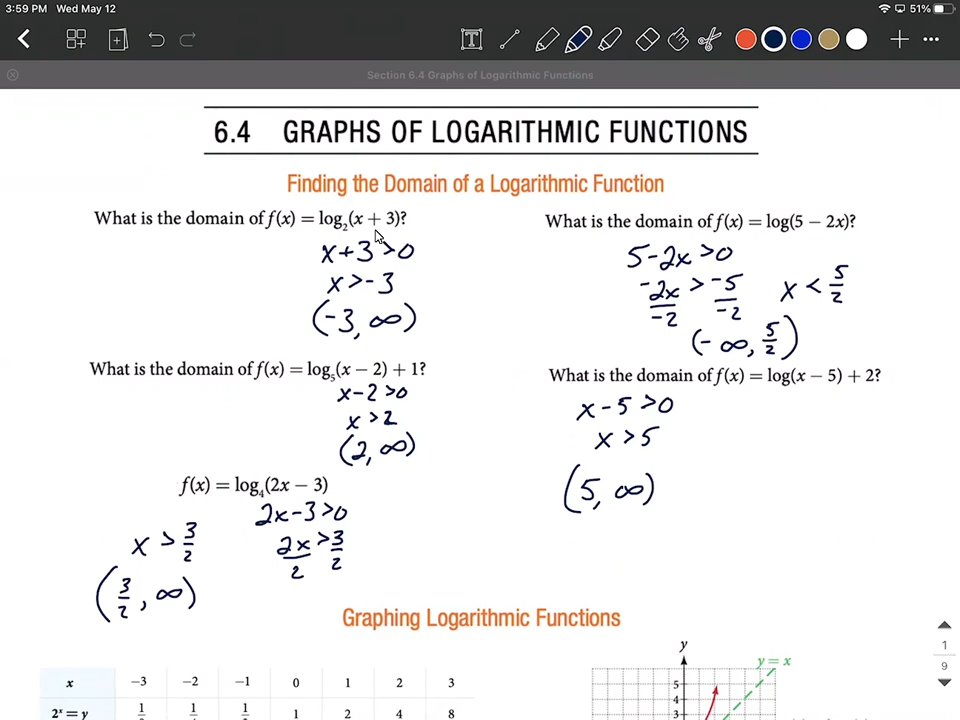 3:59 PM Wed May 12
51%
Section 6.4 Graphs of Logarithmic Functions
6.4 GRAPHS OF LOGARITHMIC FUNCTIONS
Finding the Domain of a Logarithmic Function
What is the domain of f(x) = log₂(x + 3)?
x+3>0
x>-3
(-3, ∞)
What is the domain of f(x) = log(5 − 2x)?
5-2x>0
-2x/-2 > -5/-2
x < 5/2
(-∞, 5/2)
What is the domain of f(x) = log₅(x − 2) + 1?
x-2>0
x>2
(2, ∞)
What is the domain of f(x) = log(x − 5) + 2?
x-5>0
x>5
(5, ∞)
f(x) = log₄(2x − 3)
2x-3>0
2x/2 > 3/2
x > 3/2
(3/2, ∞)
Graphing Logarithmic Functions
x −3 −2 −1 0 1 2 3
2ˣ = y 1 2 4 8
y
y = x
5
4
3
1
9